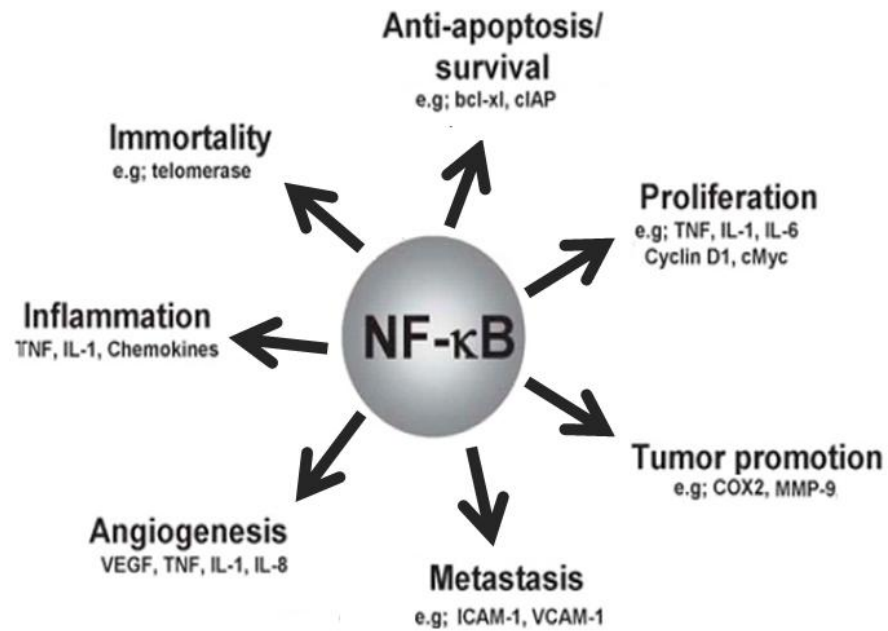 Anti-apoptosis/
survival
e.g; bcl-xl, cIAP
Immortality
e.g; telomerase
Proliferation
e.g; TNF, IL-1, IL-6
Cyclin D1, cMyc
Inflammation
TNF, IL-1, Chemokines
NF-κB
Tumor promotion
e.g; COX2, MMP-9
Angiogenesis
VEGF, TNF, IL-1, IL-8
Metastasis
e.g; ICAM-1, VCAM-1